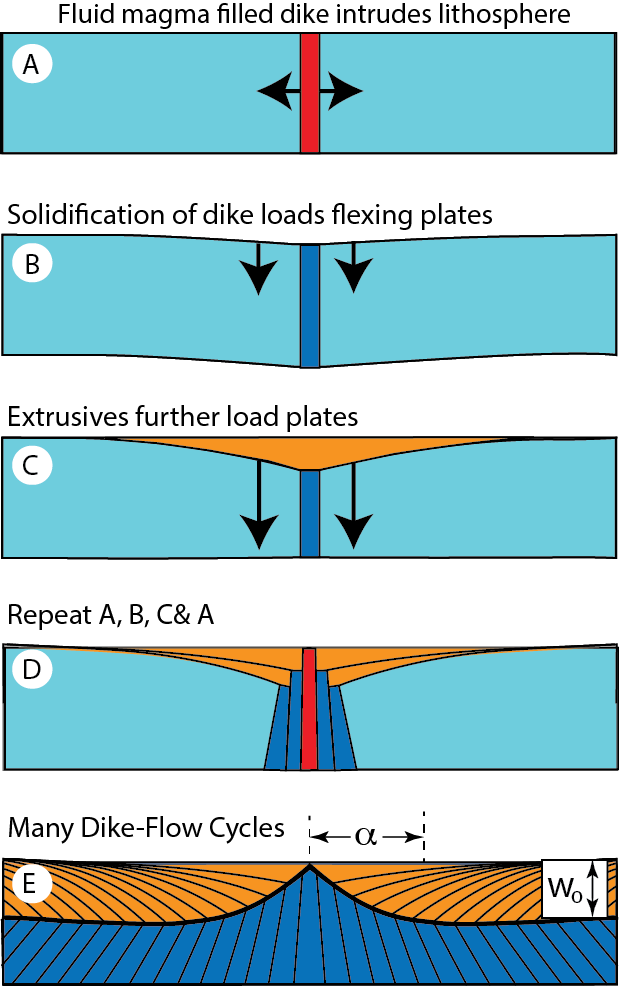 Fluid magma filled dike intrudes lithosphere
A
Solidification of dike loads flexing plates
B
Extrusives further load plates
C
Repeat A, B, C& A
D
Many Dike-Flow Cycles
α
E
Wo